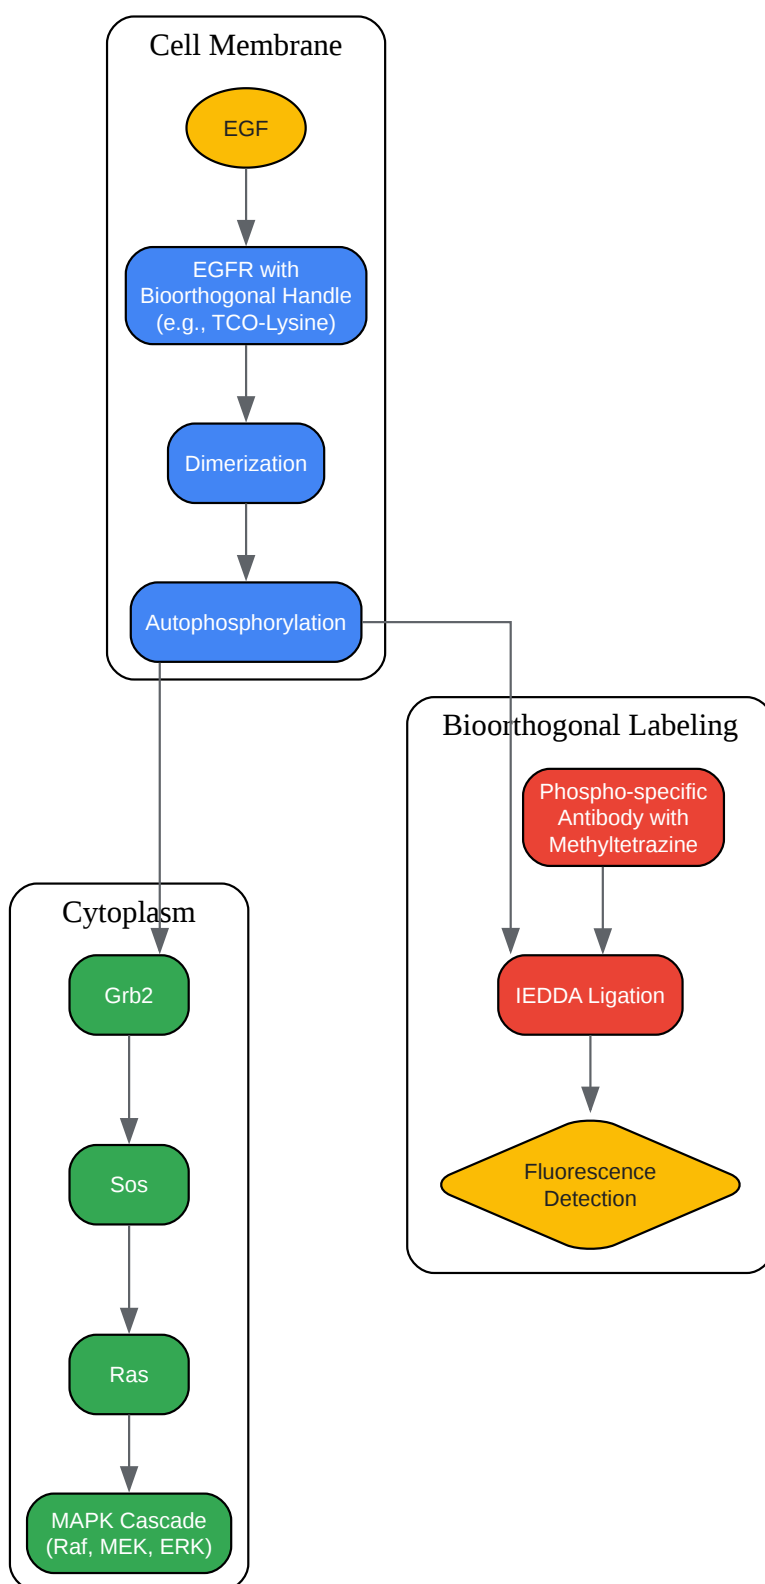 Cell Membrane
EGF
EGFR with
Bioorthogonal Handle
(e.g., TCO-Lysine)
Dimerization
Autophosphorylation
Bioorthogonal Labeling
Phospho-specific
Antibody with
Methyltetrazine
IEDDA Ligation
Fluorescence
Detection
Cytoplasm
Grb2
Sos
Ras
MAPK Cascade
(Raf, MEK, ERK)